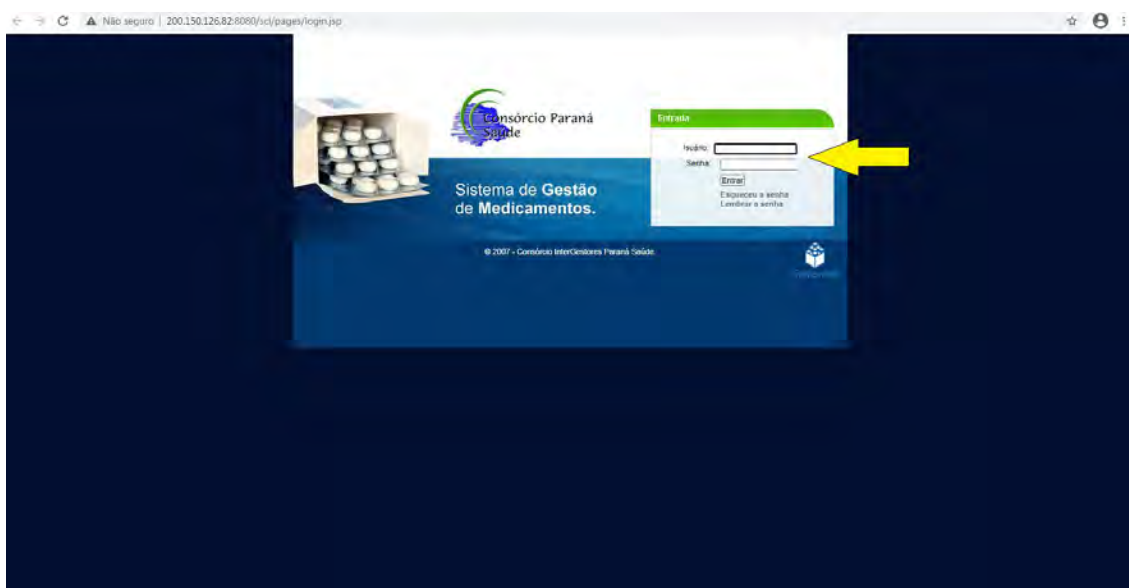 Não seguro | 200.150.126.82:8080/scl/pages/login.jsp
Consórcio Paraná
Saúde
Entrada
Usuário:
Senha:
Entrar
Esqueceu a senha
Lembrar a senha
Sistema de Gestão
de Medicamentos.
© 2007 - Consórcio InterGestores Paraná Saúde.